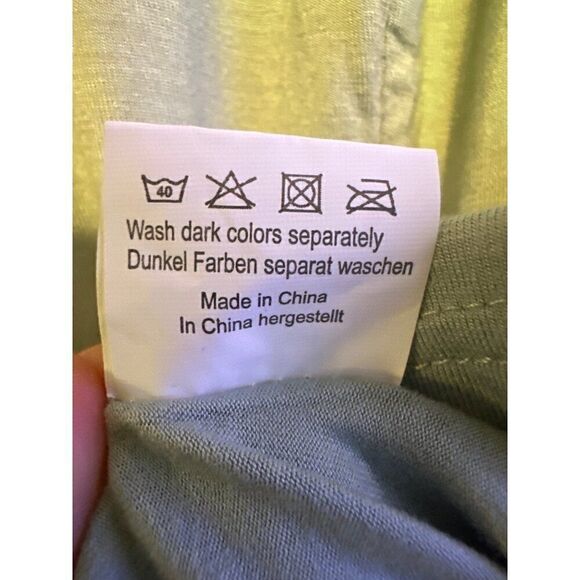 40
Wash dark colors separately
Dunkel Farben separat waschen
Made in China
In China hergestellt